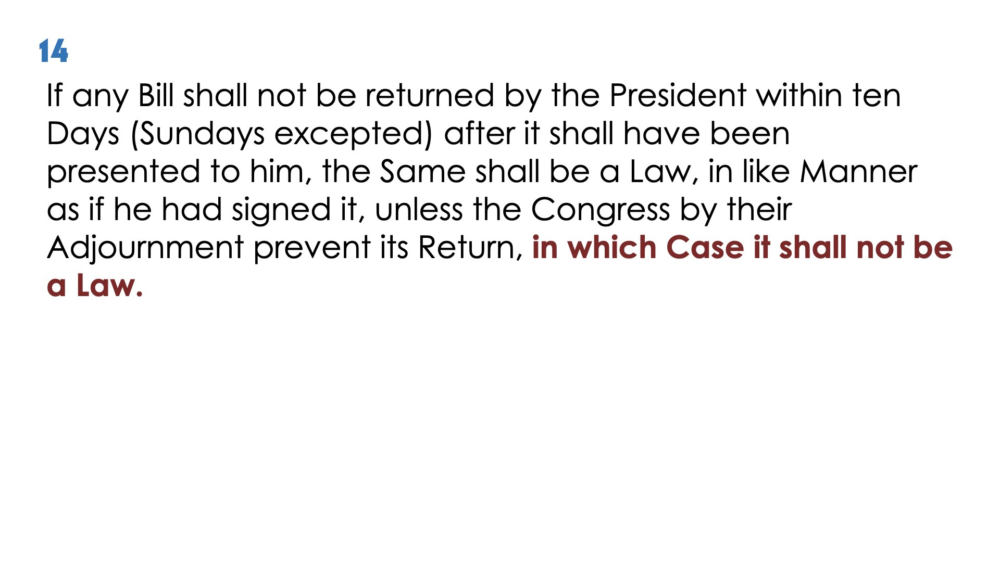 14
If any Bill shall not be returned by the President within ten
Days (Sundays excepted) after it shall have been
presented to him, the Same shall be a Law, in like Manner
as if he had signed it, unless the Congress by their
Adjournment prevent its Return, in which Case it shall not be
a Law.